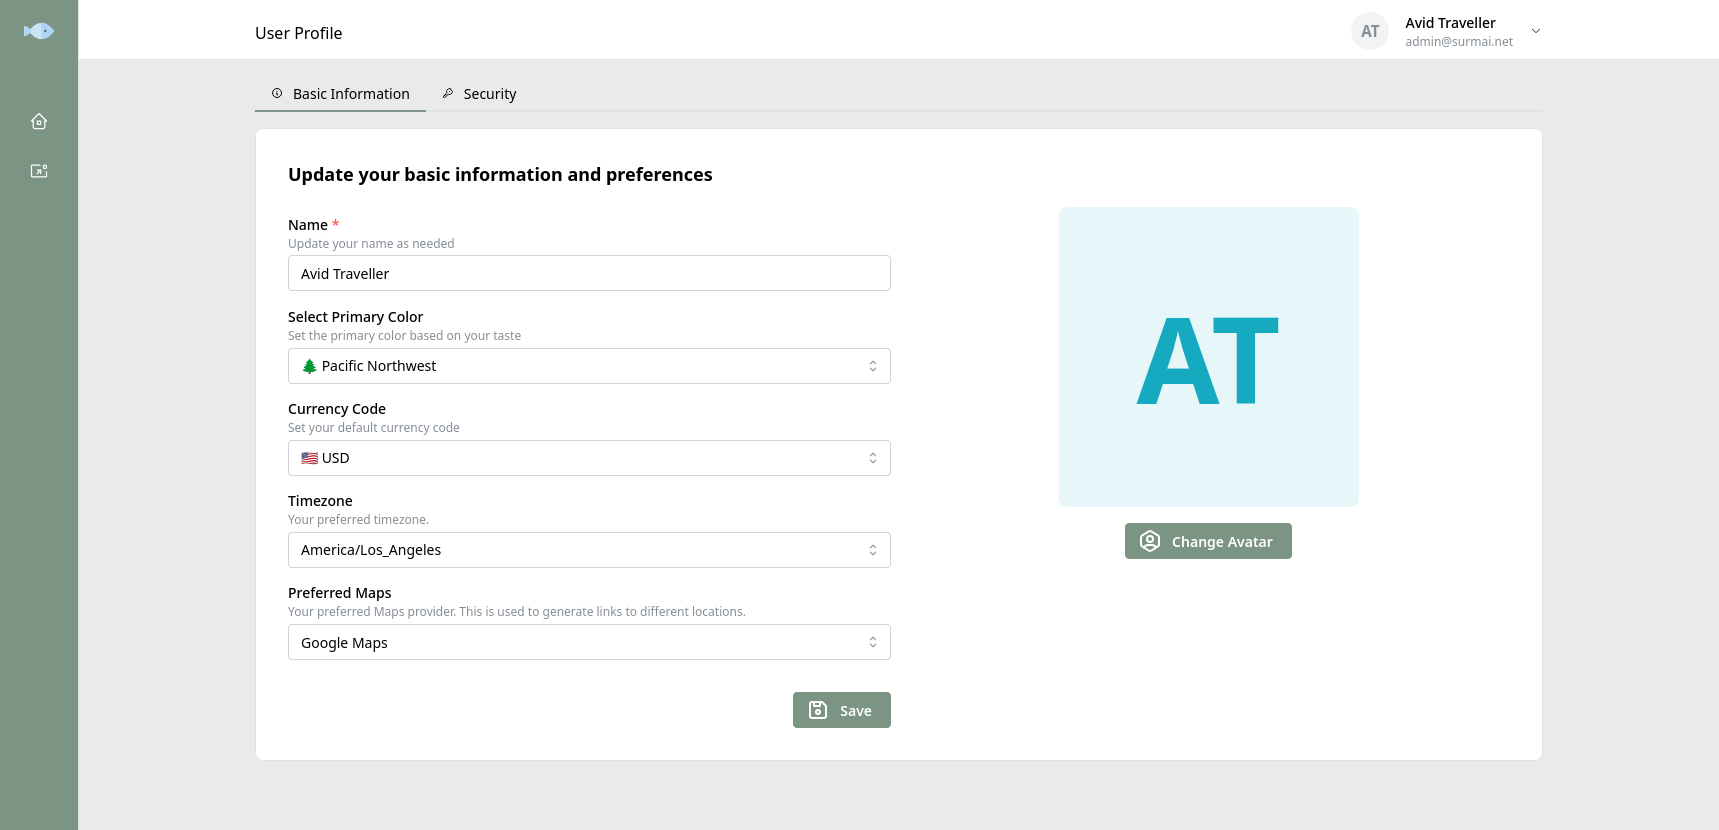 User Profile
AT
Avid Traveller
admin@surmai.net
Basic Information
Security
Update your basic information and preferences
Name *
Update your name as needed
Avid Traveller
Select Primary Color
Set the primary color based on your taste
🌲 Pacific Northwest
Currency Code
Set your default currency code
🇺🇸 USD
Timezone
Your preferred timezone.
America/Los_Angeles
Preferred Maps
Your preferred Maps provider. This is used to generate links to different locations.
Google Maps
Save
AT
Change Avatar